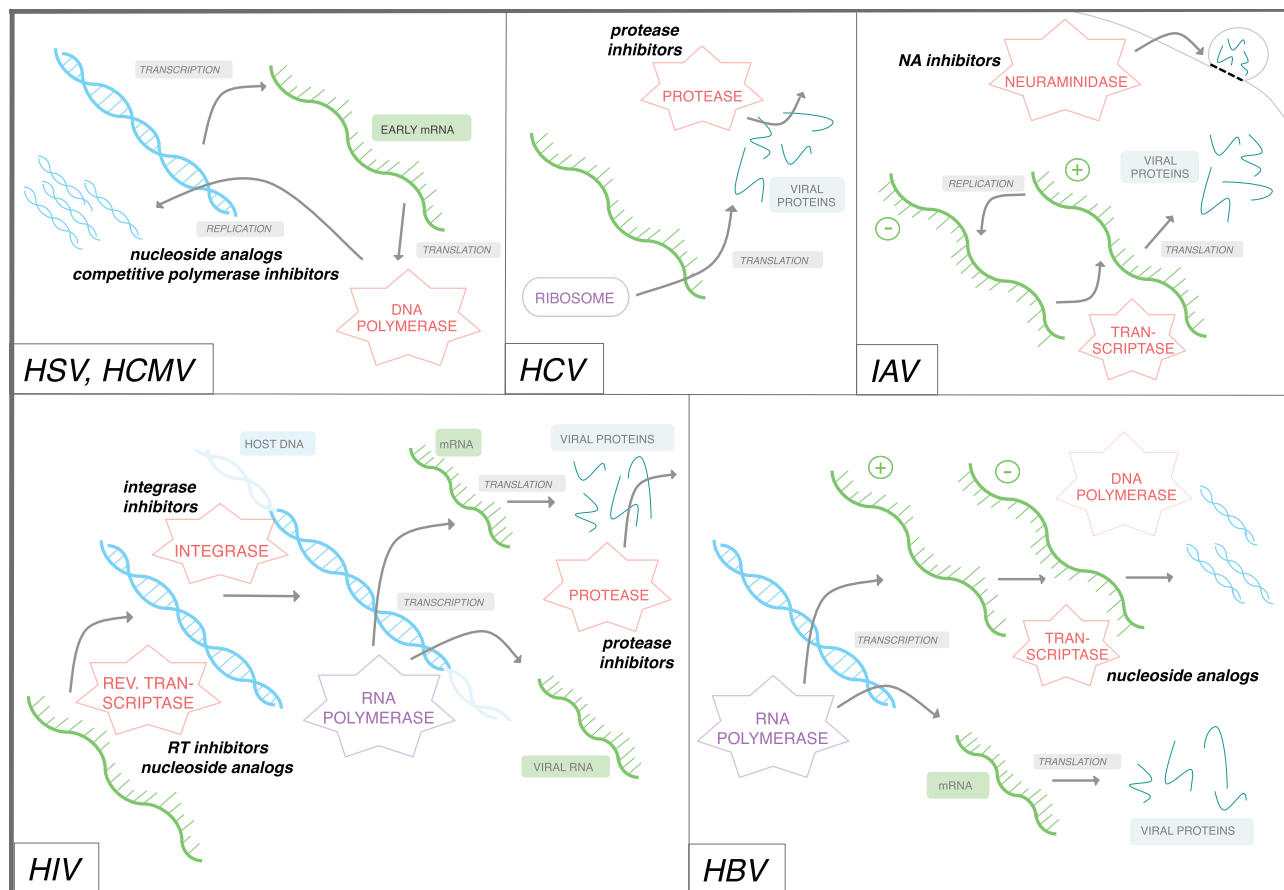 TRANSCRIPTION
EARLY mRNA
REPLICATION
nucleoside analogs
competitive polymerase inhibitors
TRANSLATION
DNA
POLYMERASE
HSV, HCMV
protease
inhibitors
PROTEASE
VIRAL
PROTEINS
TRANSLATION
RIBOSOME
HCV
NA inhibitors
NEURAMINIDASE
REPLICATION
+
VIRAL
PROTEINS
-
TRANSLATION
TRAN-
SCRIPTASE
IAV
HOST DNA
mRNA
VIRAL PROTEINS
integrase
inhibitors
TRANSLATION
INTEGRASE
TRANSCRIPTION
PROTEASE
protease
inhibitors
REV. TRAN-
SCRIPTASE
RNA
POLYMERASE
RT inhibitors
nucleoside analogs
VIRAL RNA
HIV
+
-
DNA
POLYMERASE
TRANSCRIPTION
TRAN-
SCRIPTASE
nucleoside analogs
RNA
POLYMERASE
TRANSLATION
mRNA
VIRAL PROTEINS
HBV